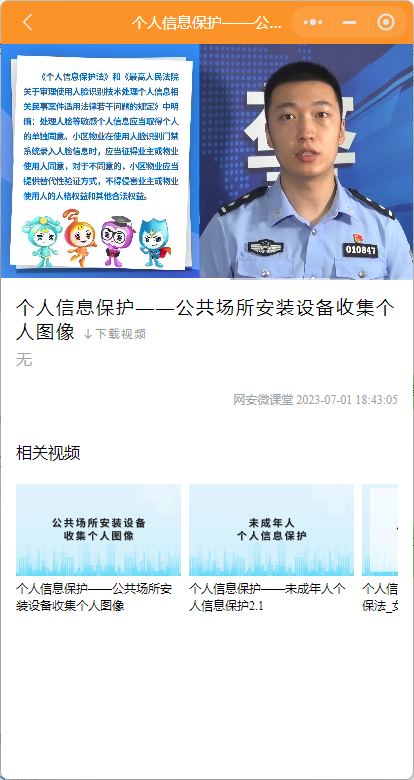 个人信息保护——公...
《个人信息保护法》和《最高人民法院
关于审理使用人脸识别技术处理个人信息相
关民事案件适用法律若干问题的规定》中明
确：处理人脸等敏感个人信息应当取得个人
的单独同意。小区物业在使用人脸识别门禁
系统录入人脸信息时，应当征得业主或物业
使用人同意，对于不同意的，小区物业应当
提供替代性验证方式，不得侵害业主或物业
使用人的人格权益和其他合法权益。
010847
个人信息保护——公共场所安装设备收集个
人图像 下载视频
无
网安微课堂 2023-07-01 18:43:05
相关视频
公共场所安装设备
收集个人图像
未成年人
个人信息保护
个人信息保护——公共场所安
装设备收集个人图像
个人信息保护——未成年人个
人信息保护2.1
个人信
保法_女